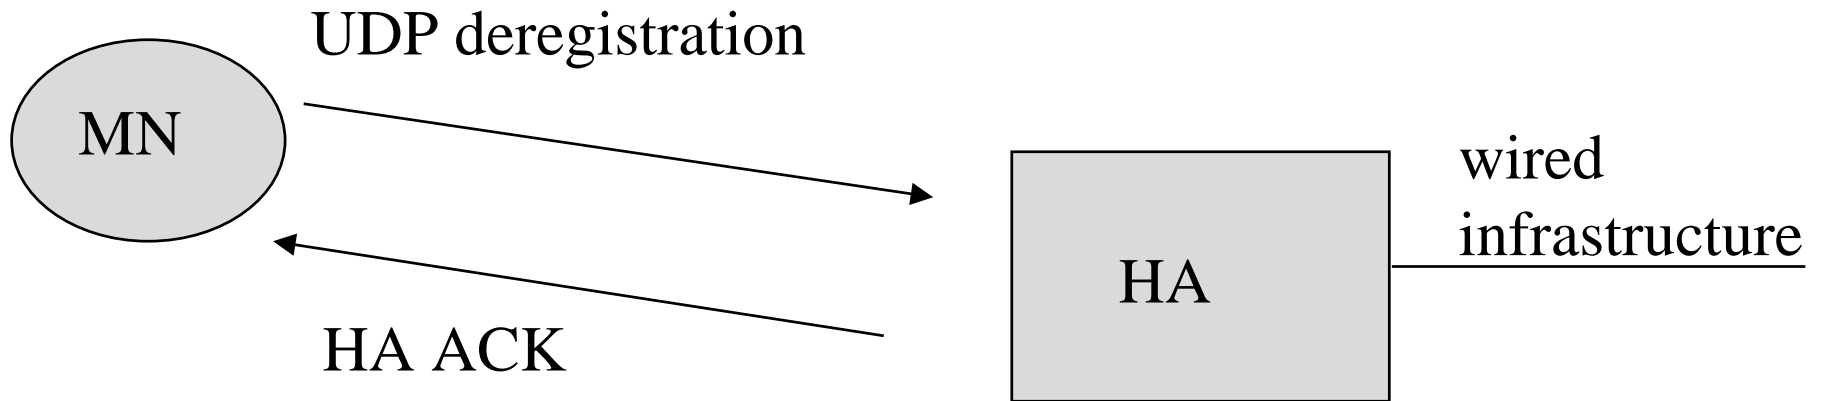 UDP deregistration
MN
wired
infrastructure
HA
HA ACK